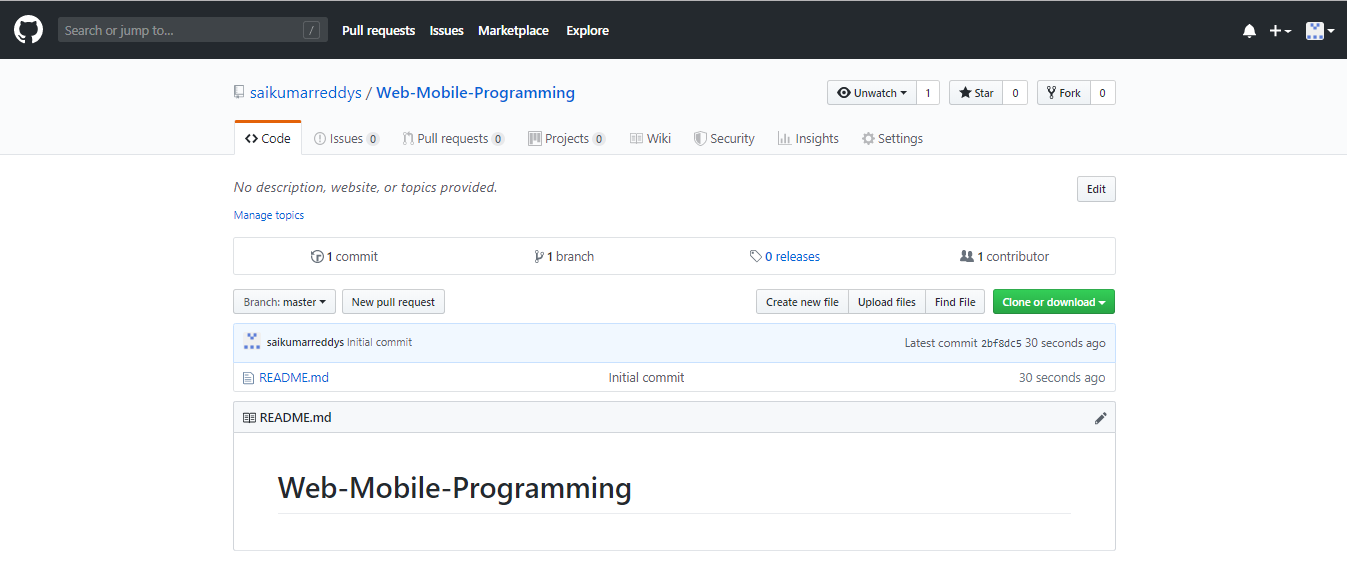 Search or jump to... / Pull requests Issues Marketplace Explore
saikumarreddys / Web-Mobile-Programming Unwatch 1 Star 0 Fork 0
Code Issues 0 Pull requests 0 Projects 0 Wiki Security Insights Settings
No description, website, or topics provided. Edit
Manage topics
1 commit 1 branch 0 releases 1 contributor
Branch: master New pull request Create new file Upload files Find File Clone or download
saikumarreddys Initial commit Latest commit 2bf8dc5 30 seconds ago
README.md Initial commit 30 seconds ago
README.md
Web-Mobile-Programming